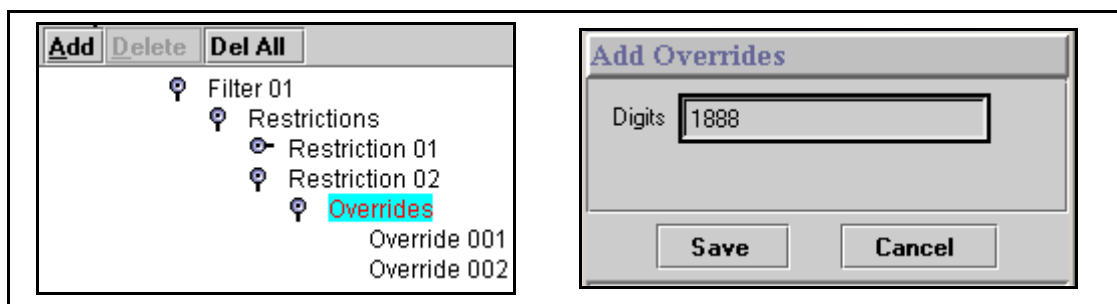 Add Delete Del All
Filter 01
Restrictions
Restriction 01
Restriction 02
Overrides
Override 001
Override 002
Add Overrides
Digits 1888
Save Cancel